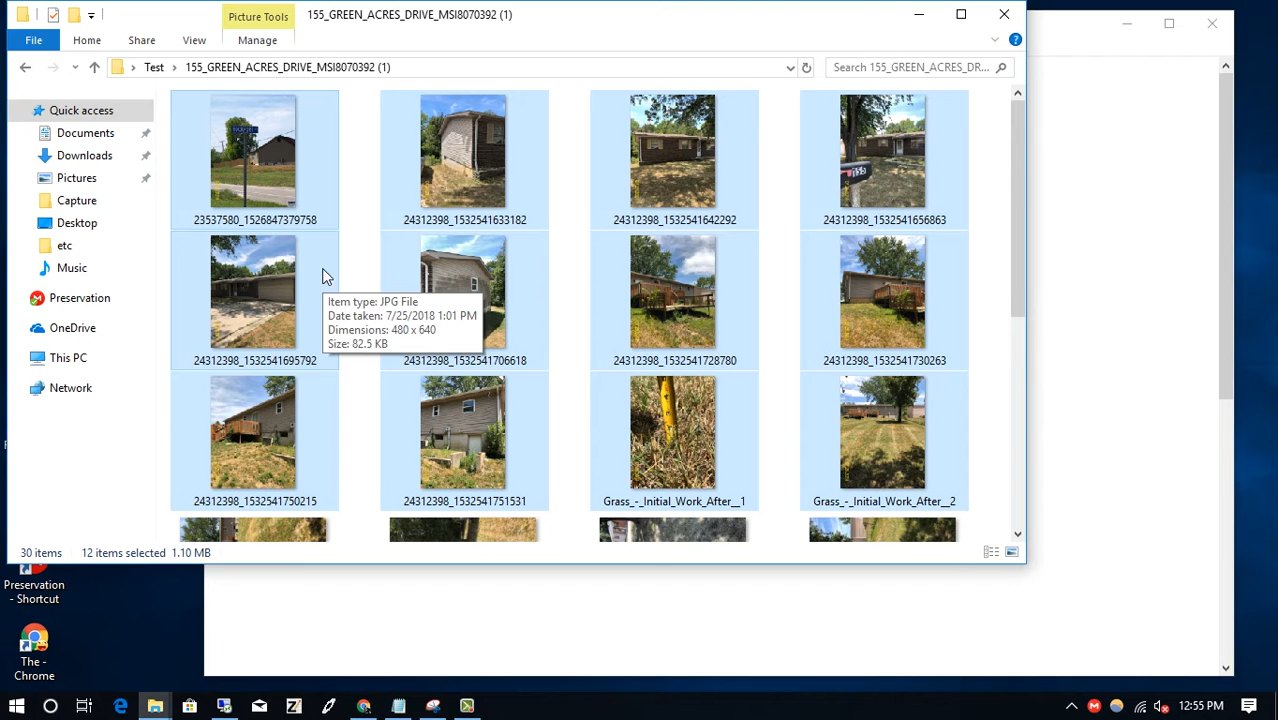 Picture Tools
155_GREEN_ACRES_DRIVE_MSI8070392 (1)
File
Home
Share
View
Manage
Test
155_GREEN_ACRES_DRIVE_MSI8070392 (1)
Search 155_GREEN_ACRES_DR...
Quick access
Documents
Downloads
Pictures
Capture
Desktop
etc
Music
Preservation
OneDrive
This PC
Network
23537580_1526847379758
24312398_1532541633182
24312398_1532541642292
24312398_1532541656863
Item type: JPG File
Date taken: 7/25/2018 1:01 PM
Dimensions: 480 x 640
Size: 82.5 KB
24312398_1532541695792
24312398_1532541706618
24312398_1532541728780
24312398_1532541730263
24312398_1532541750215
24312398_1532541751531
Grass_-_Initial_Work_After__1
Grass_-_Initial_Work_After__2
30 items
12 items selected 1.10 MB
Preservation
- Shortcut
The -
Chrome
12:55 PM